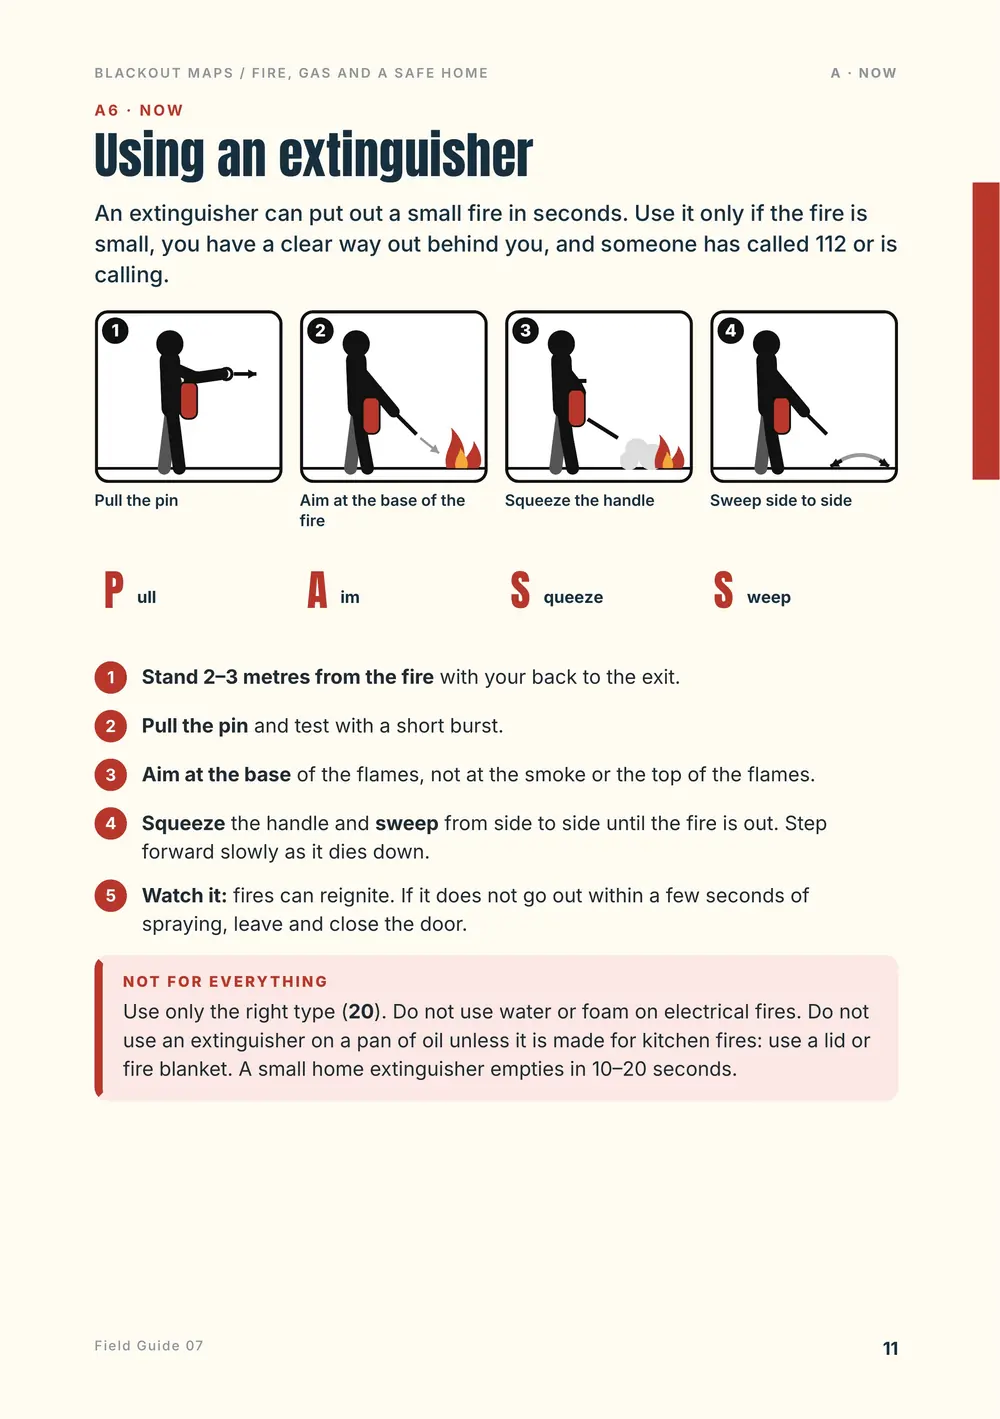 BLACKOUT MAPS / FIRE, GAS AND A SAFE HOME
A · NOW
A6 · NOW
Using an extinguisher
An extinguisher can put out a small fire in seconds. Use it only if the fire is
small, you have a clear way out behind you, and someone has called 112 or is
calling.
1
2
3
4
Pull the pin
Aim at the base of the
fire
Squeeze the handle
Sweep side to side
P ull
A im
S queeze
S weep
1 Stand 2–3 metres from the fire with your back to the exit.
2 Pull the pin and test with a short burst.
3 Aim at the base of the flames, not at the smoke or the top of the flames.
4 Squeeze the handle and sweep from side to side until the fire is out. Step
forward slowly as it dies down.
5 Watch it: fires can reignite. If it does not go out within a few seconds of
spraying, leave and close the door.
NOT FOR EVERYTHING
Use only the right type (20). Do not use water or foam on electrical fires. Do not
use an extinguisher on a pan of oil unless it is made for kitchen fires: use a lid or
fire blanket. A small home extinguisher empties in 10–20 seconds.
Field Guide 07
11